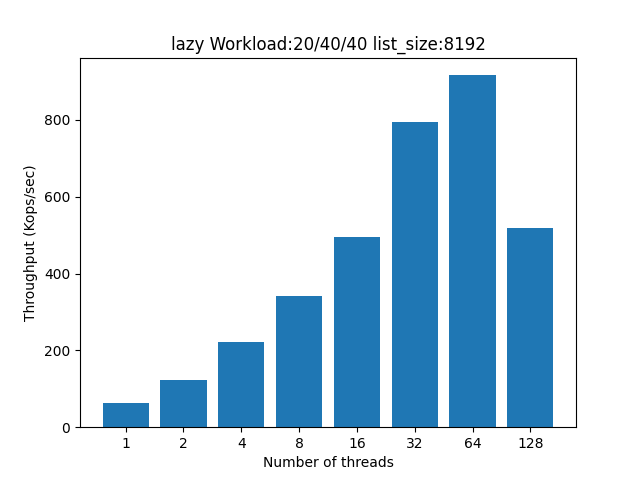 lazy Workload:20/40/40 list_size:8192
Throughput (Kops/sec)
800
600
400
200
0
1 2 4 8 16 32 64 128
Number of threads